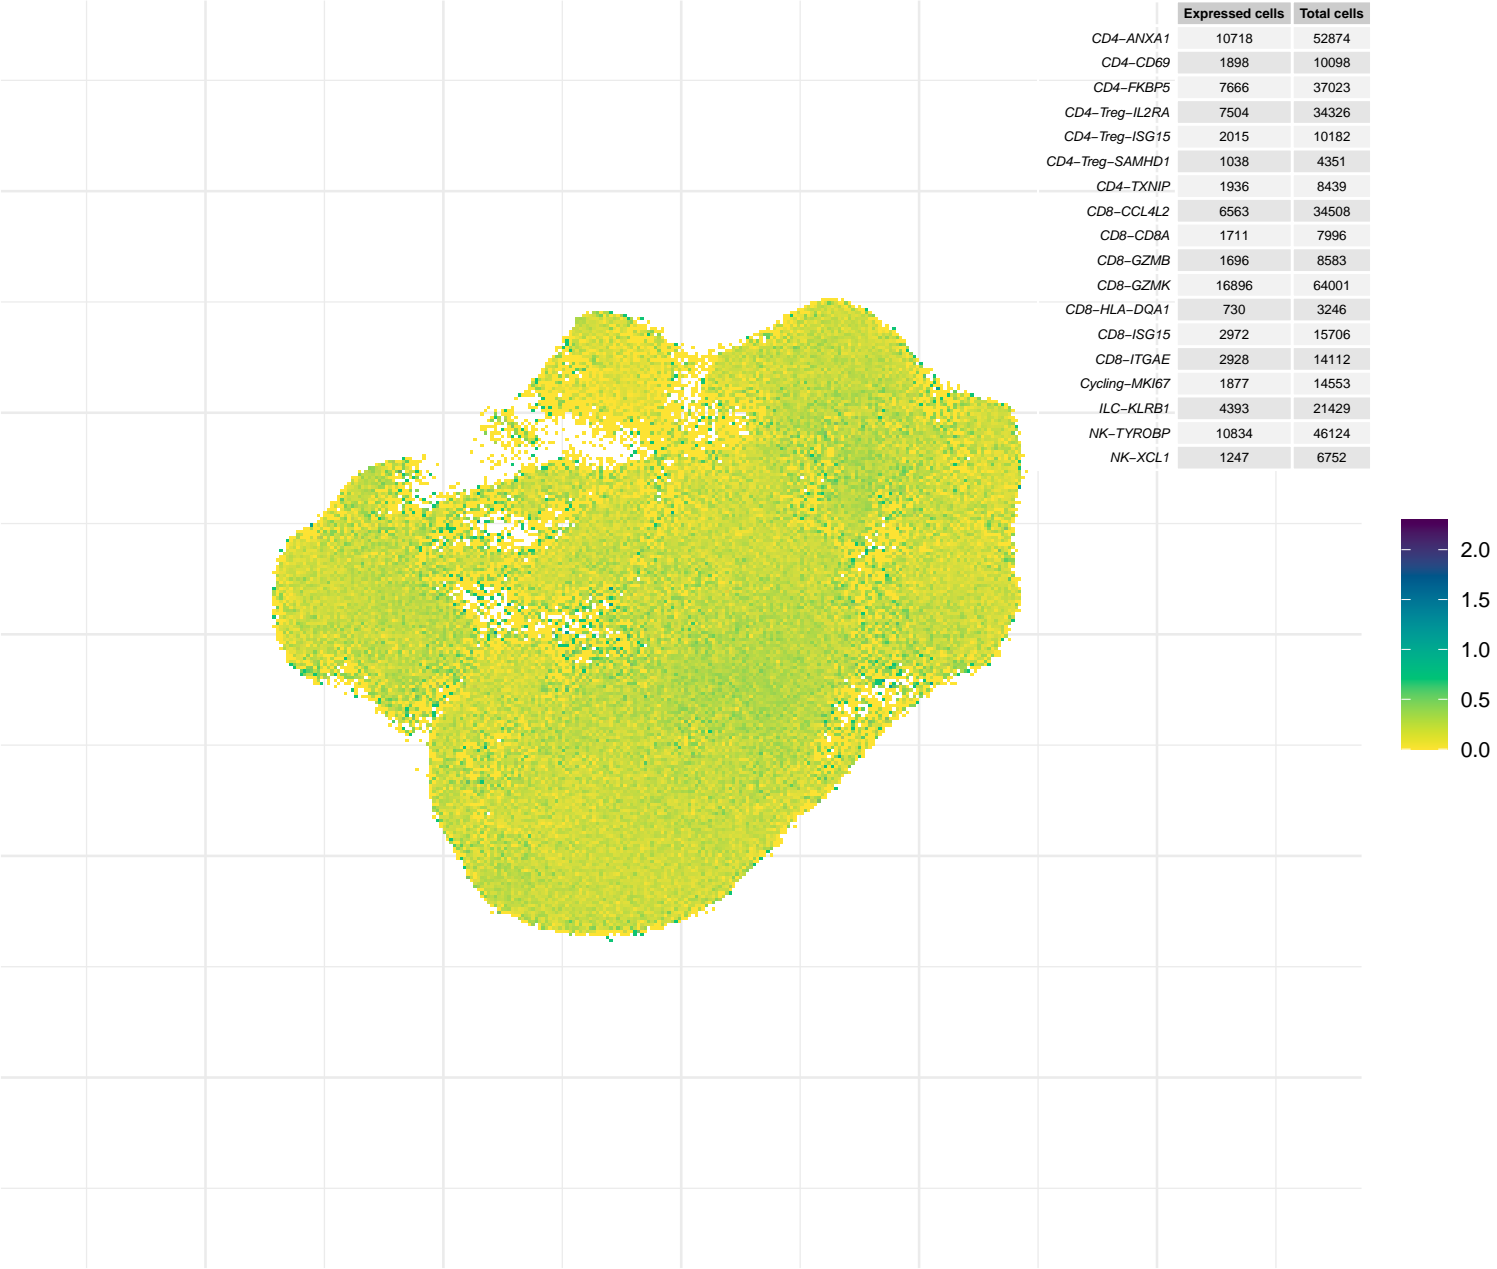 Expressed cells Total cells
CD4−ANXA1 10718 52874
CD4−CD69 1898 10098
CD4−FKBP5 7666 37023
CD4−Treg−IL2RA 7504 34326
CD4−Treg−ISG15 2015 10182
CD4−Treg−SAMHD1 1038 4351
CD4−TXNIP 1936 8439
CD8−CCL4L2 6563 34508
CD8−CD8A 1711 7996
CD8−GZMB 1696 8583
CD8−GZMK 16896 64001
CD8−HLA−DQA1 730 3246
CD8−ISG15 2972 15706
CD8−ITGAE 2928 14112
Cycling−MKI67 1877 14553
ILC−KLRB1 4393 21429
NK−TYROBP 10834 46124
NK−XCL1 1247 6752
2.0
1.5
1.0
0.5
0.0